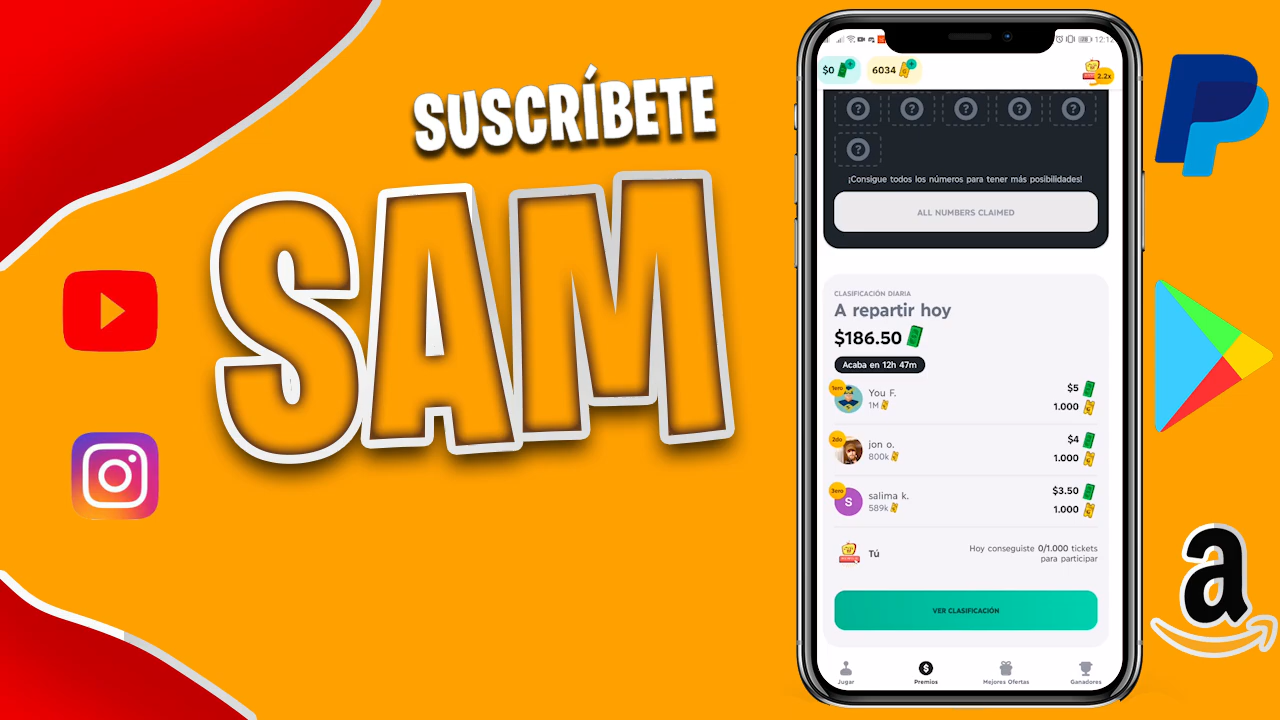 SUSCRÍBETE
SAM
12:12
$0
6034
2.2x
¡Consigue todos los números para tener más posibilidades!
ALL NUMBERS CLAIMED
CLASIFICACIÓN DIARIA
A repartir hoy
$186.50
Acaba en 12h 47m
1ero
You F.
1M
$5
1.000
2do
jon o.
800k
$4
1.000
3ero
S
salima k.
589k
$3.50
1.000
Tú
Hoy conseguiste 0/1.000 tickets
para participar
VER CLASIFICACIÓN
Jugar
Premios
Mejores Ofertas
Ganadores